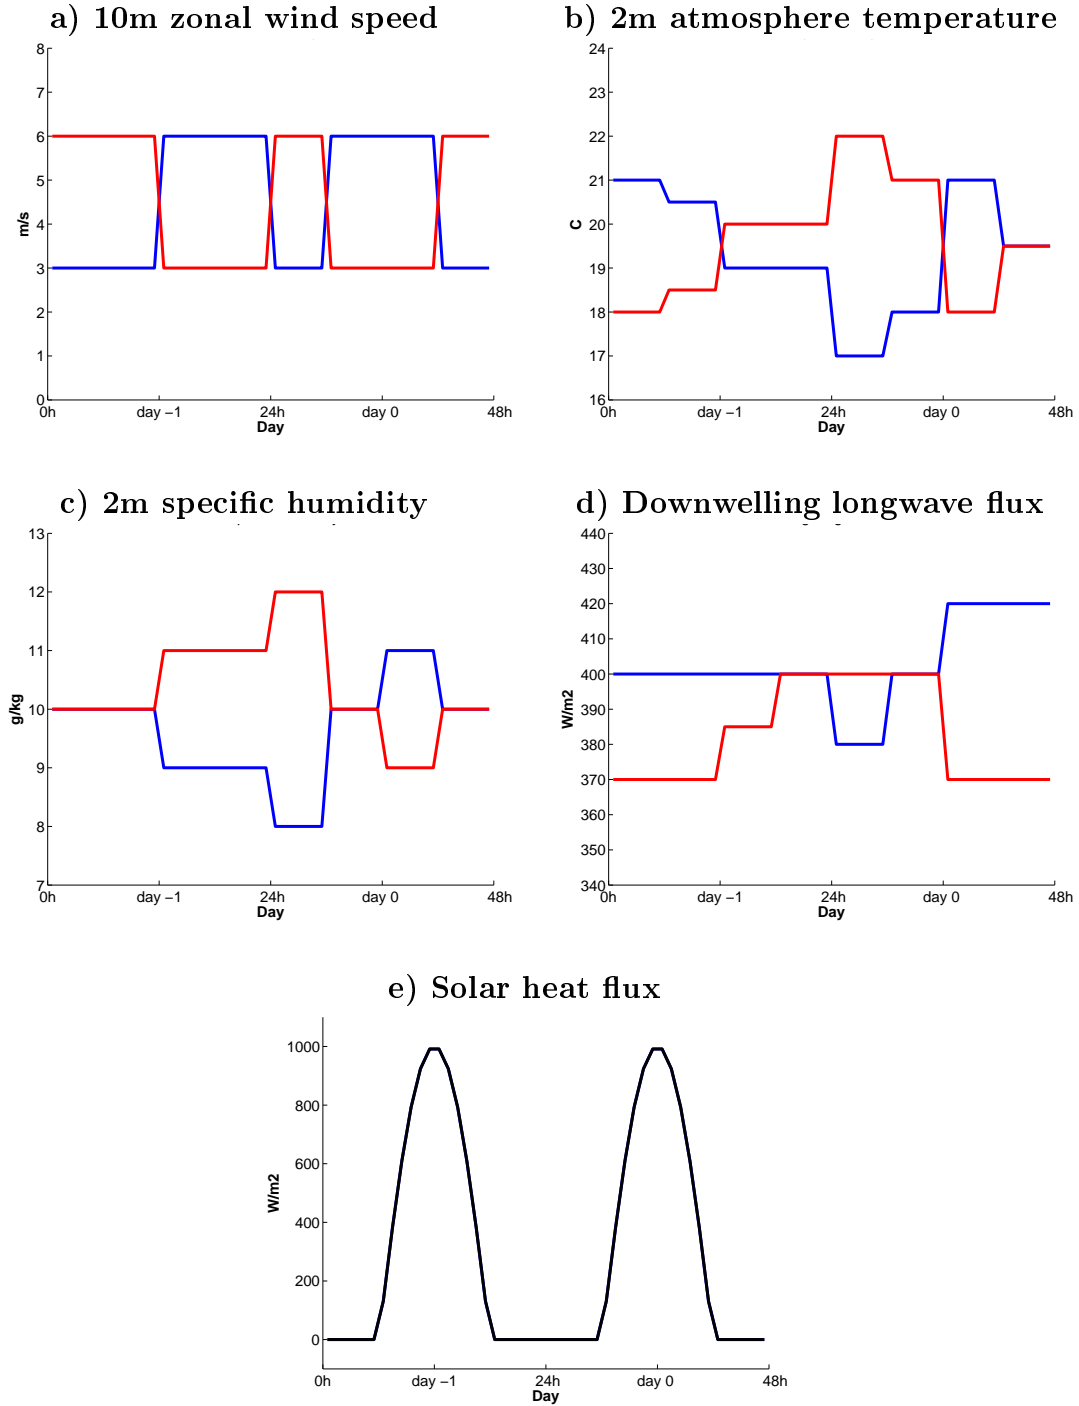 a) 10m zonal wind speed
8
7
6
5
4
3
2
1
0
m/s
0h day −1 24h day 0 48h
Day
b) 2m atmosphere temperature
24
23
22
21
20
19
18
17
16
C
0h day −1 24h day 0 48h
Day
c) 2m specific humidity
13
12
11
10
9
8
7
g/kg
0h day −1 24h day 0 48h
Day
d) Downwelling longwave flux
440
430
420
410
400
390
380
370
360
350
340
W/m2
0h day −1 24h day 0 48h
Day
e) Solar heat flux
1000
800
600
400
200
0
W/m2
0h day −1 24h day 0 48h
Day